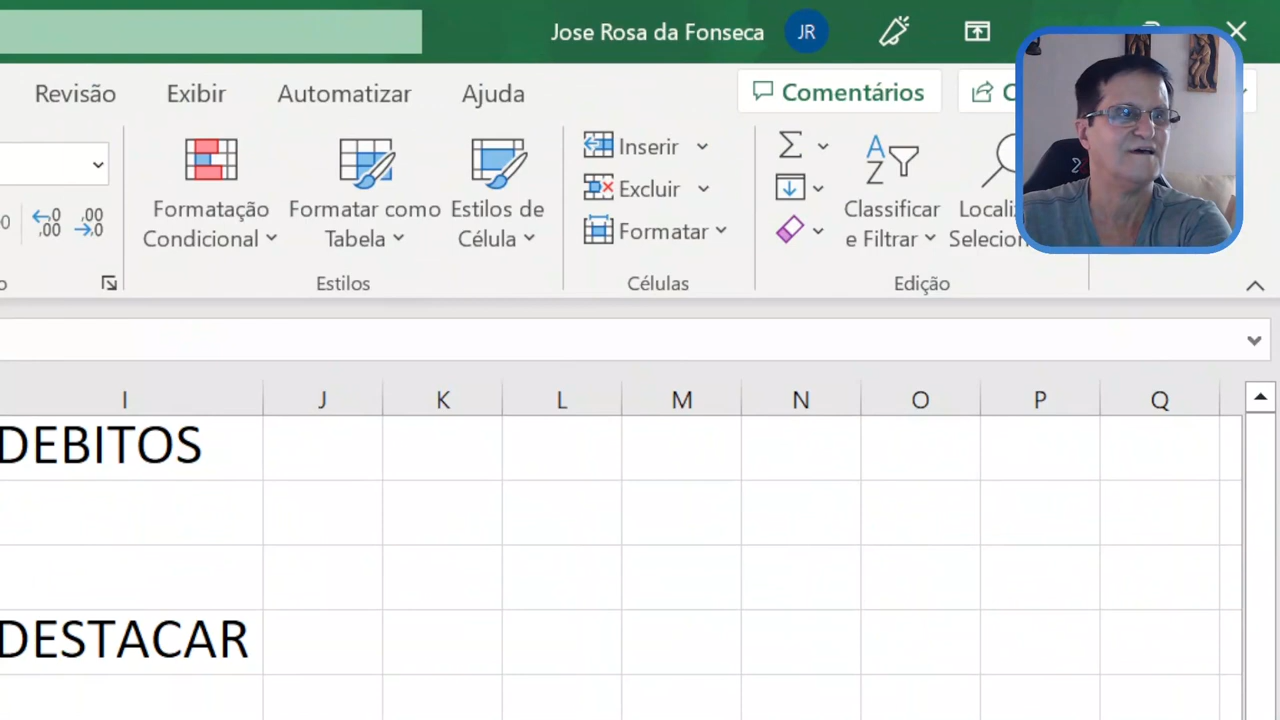 Jose Rosa da Fonseca JR
Revisão Exibir Automatizar Ajuda Comentários
Formatação Condicional
Formatar como Tabela
Estilos de Célula
Inserir
Excluir
Formatar
Classificar e Filtrar
Estilos Células Edição
I J K L M N O P Q
DEBITOS
DESTACAR